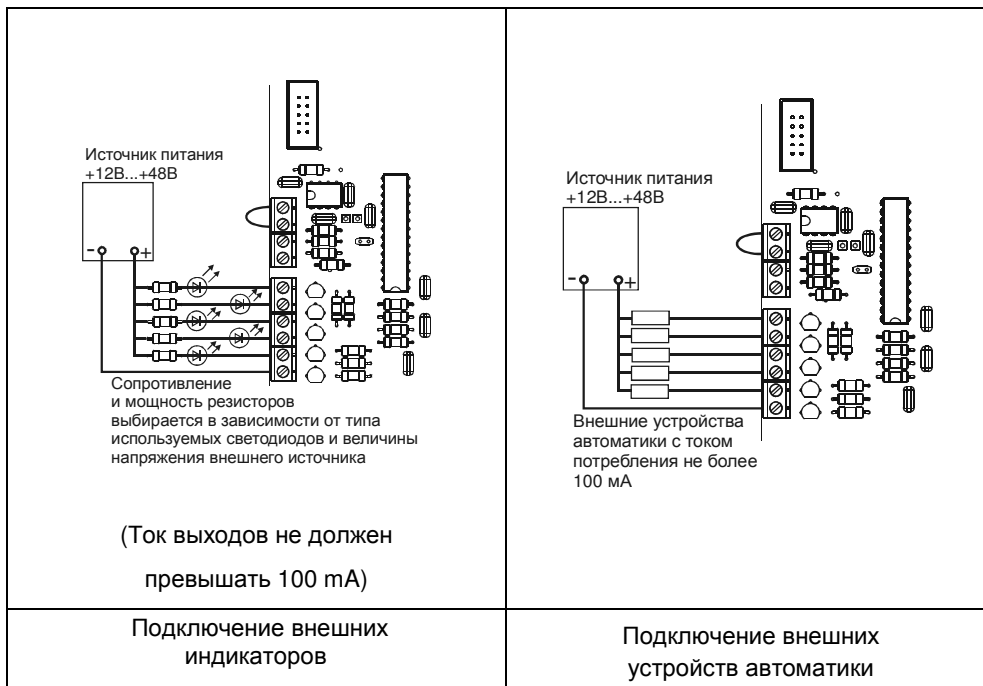 Источник питания
+12В...+48В
- +
Сопротивление
и мощность резисторов
выбирается в зависимости от типа
используемых светодиодов и величины
напряжения внешнего источника
(Ток выходов не должен
превышать 100 mA)
Подключение внешних
индикаторов
Источник питания
+12В...+48В
- +
Внешние устройства
автоматики с током
потребления не более
100 мА
Подключение внешних
устройств автоматики